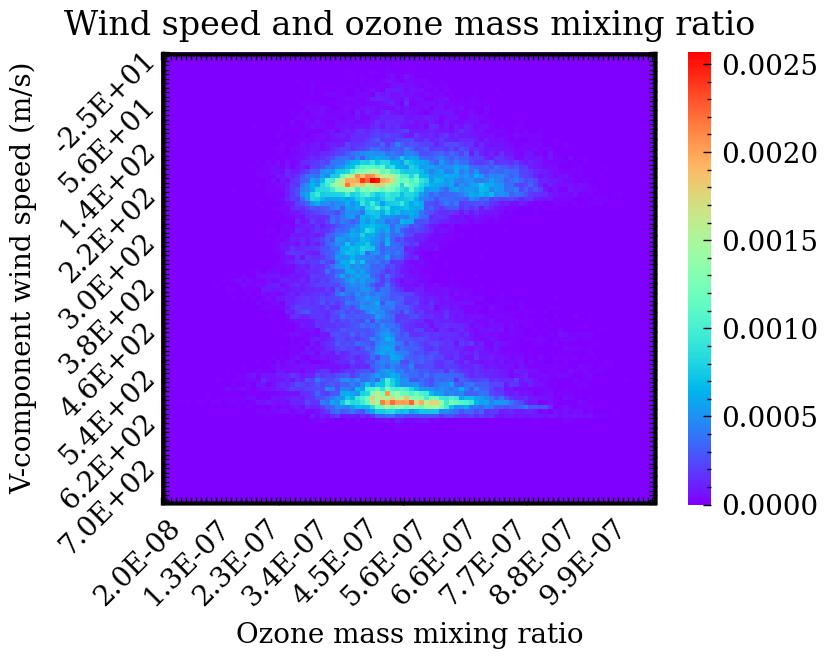 Wind speed and ozone mass mixing ratio
V-component wind speed (m/s)
-2.5E+01
5.6E+01
1.4E+02
2.2E+02
3.0E+02
3.8E+02
4.6E+02
5.4E+02
6.2E+02
7.0E+02
2.0E-08
1.3E-07
2.3E-07
3.4E-07
4.5E-07
5.6E-07
6.6E-07
7.7E-07
8.8E-07
9.9E-07
Ozone mass mixing ratio
0.0025
0.0020
0.0015
0.0010
0.0005
0.0000